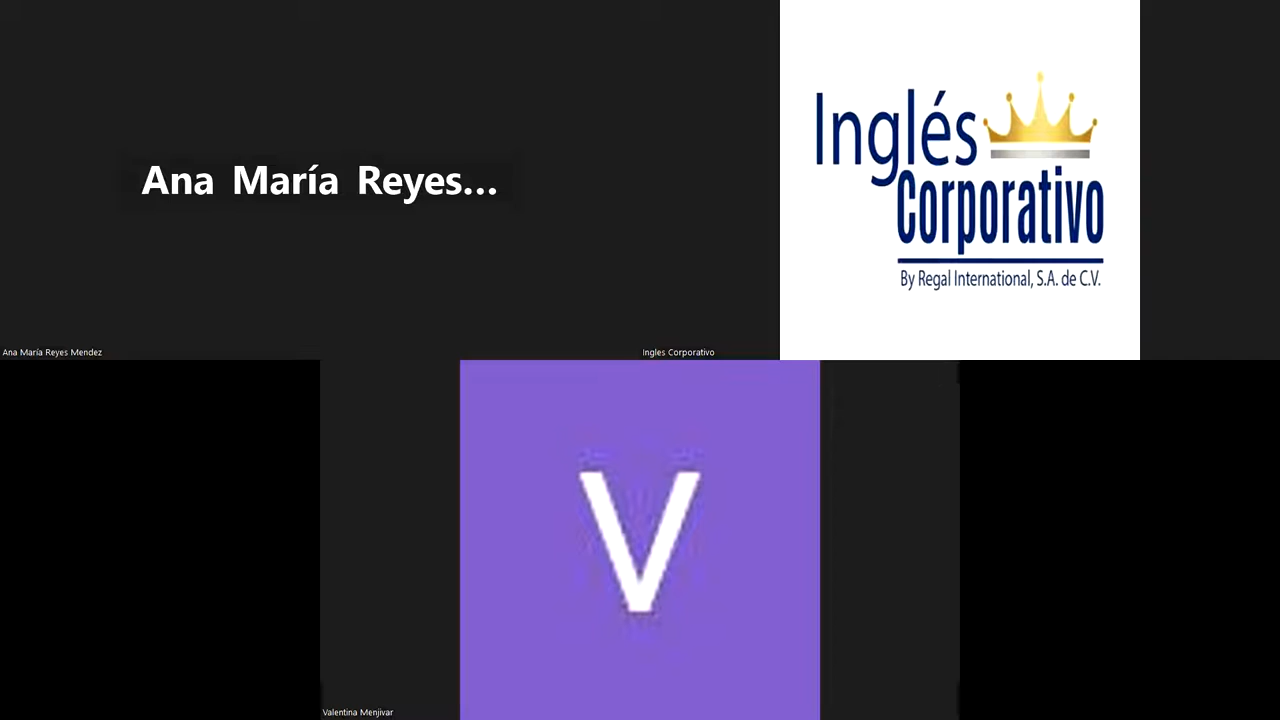 Ana María Reyes...
Inglés
Corporativo
By Regal International, S.A. de C.V.
Ana María Reyes Mendez
Ingles Corporativo
V
Valentina Menjivar